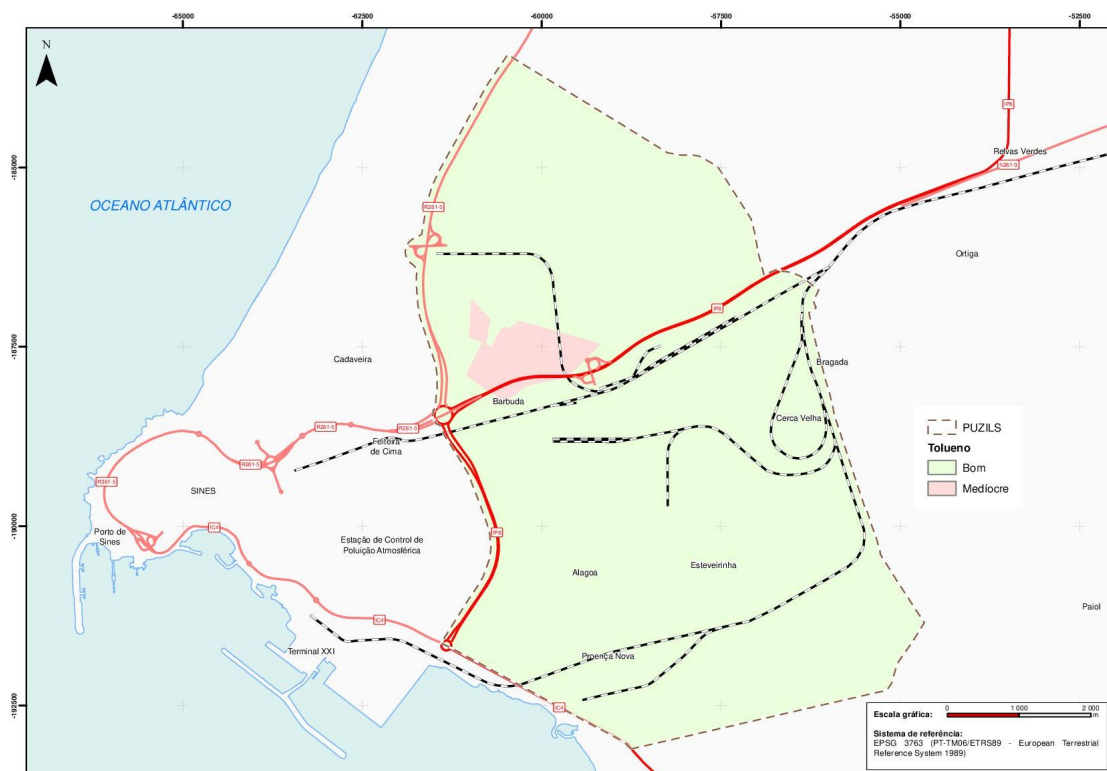 -65000
-62500
-60000
-57500
-55000
-52500
N
-185000
-187500
-190000
-192500
OCEANO ATLÂNTICO
IP8
Relvas Verdes
N261-3
R261-5
Ortiga
IP8
Cadaveira
Bragada
Barbuda
Cerca Velha
R261-5
R261-5
Feiteira
de Cima
R261-5
R261-5
SINES
IC4
IP8
Porto de
Sines
Estação de Control de
Poluição Atmosférica
Alagoa
Esteveirinha
Paiol
IC4
Terminal XXI
Proença Nova
IC4
PUZILS
Tolueno
Bom
Medíocre
Escala gráfica:
0
1 000
2 000
m
Sistema de referência:
EPSG 3763 (PT-TM06/ETRS89 - European Terrestrial
Reference System 1989)